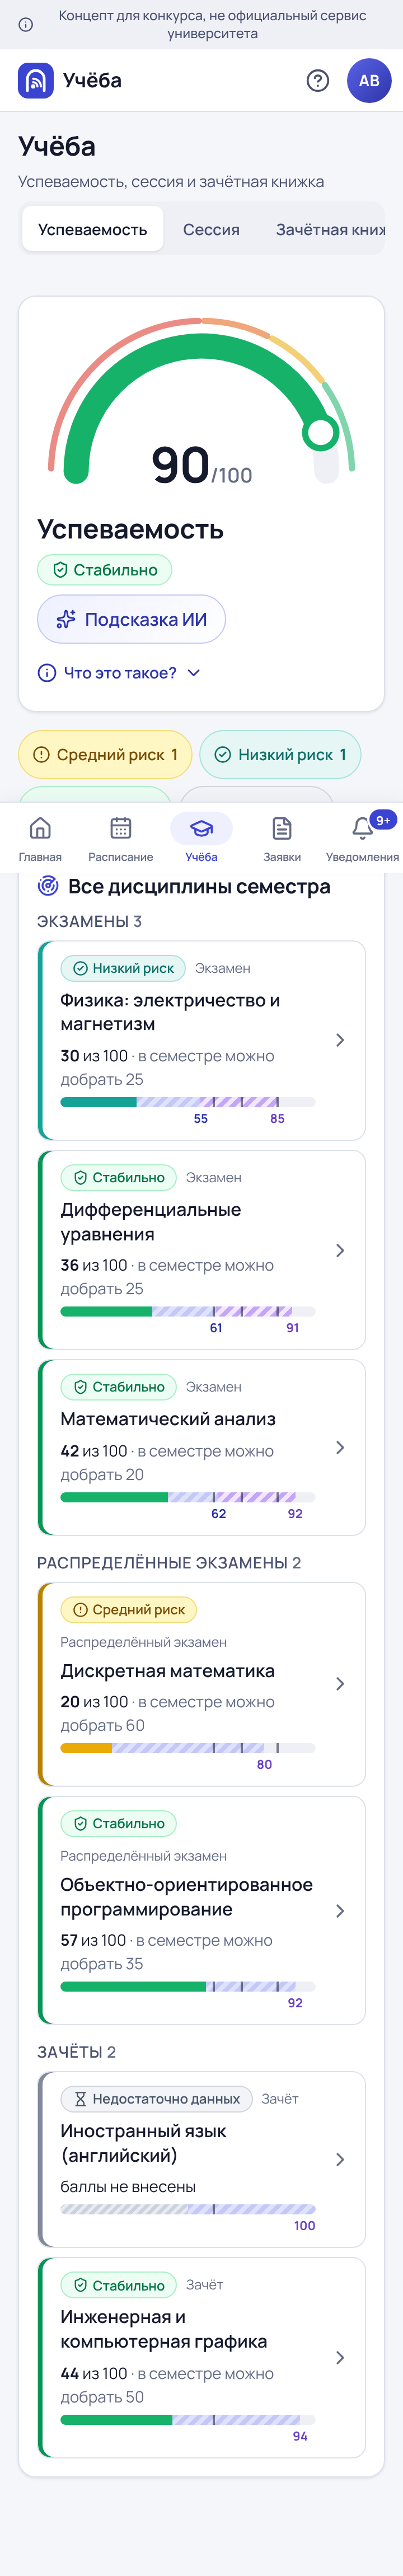 Концепт для конкурса, не официальный сервис
университета
Учёба
АВ
Учёба
Успеваемость, сессия и зачётная книжка
Успеваемость
Сессия
Зачётная книж
90/100
Успеваемость
Стабильно
Подсказка ИИ
Что это такое?
Средний риск 1
Низкий риск 1
Главная
Расписание
Учёба
Заявки
9+
Уведомления
Все дисциплины семестра
ЭКЗАМЕНЫ 3
Низкий риск Экзамен
Физика: электричество и
магнетизм
30 из 100 · в семестре можно
добрать 25
55 85
Стабильно Экзамен
Дифференциальные
уравнения
36 из 100 · в семестре можно
добрать 25
61 91
Стабильно Экзамен
Математический анализ
42 из 100 · в семестре можно
добрать 20
62 92
РАСПРЕДЕЛЁННЫЕ ЭКЗАМЕНЫ 2
Средний риск
Распределённый экзамен
Дискретная математика
20 из 100 · в семестре можно
добрать 60
80
Стабильно
Распределённый экзамен
Объектно-ориентированное
программирование
57 из 100 · в семестре можно
добрать 35
92
ЗАЧЁТЫ 2
Недостаточно данных Зачёт
Иностранный язык
(английский)
баллы не внесены
100
Стабильно Зачёт
Инженерная и
компьютерная графика
44 из 100 · в семестре можно
добрать 50
94